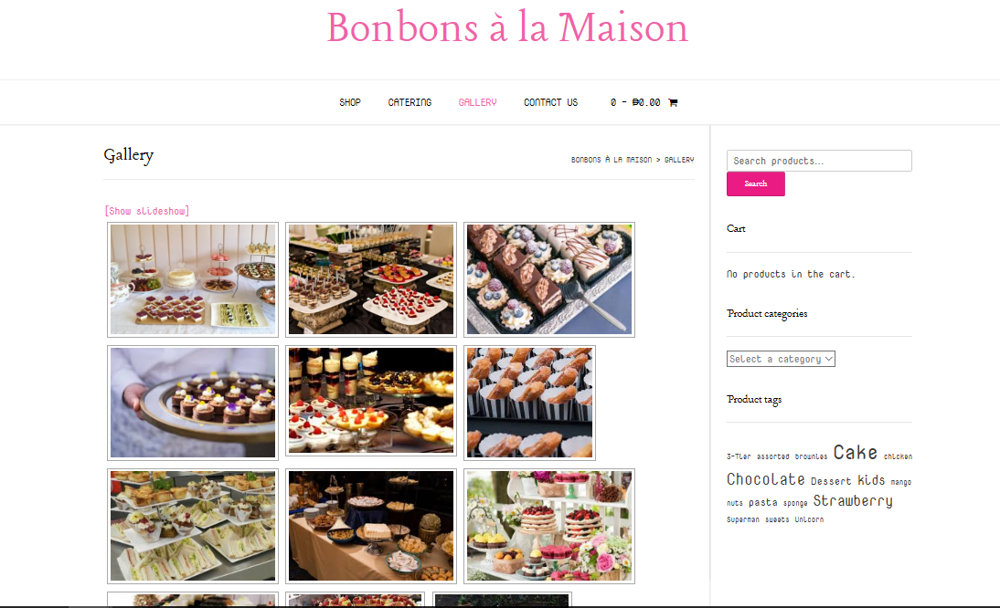 Bonbons à la Maison
SHOP CATERING GALLERY CONTACT US 0 - ₱0.00
Gallery
BONBONS À LA MAISON > GALLERY
[Show slideshow]
Search products...
Search
Cart
No products in the cart.
Product categories
Select a category
Product tags
3-Tier assorted brownies Cake chicken
Chocolate Dessert kids mango
nuts pasta sponge Strawberry
Superman sweets Unicorn